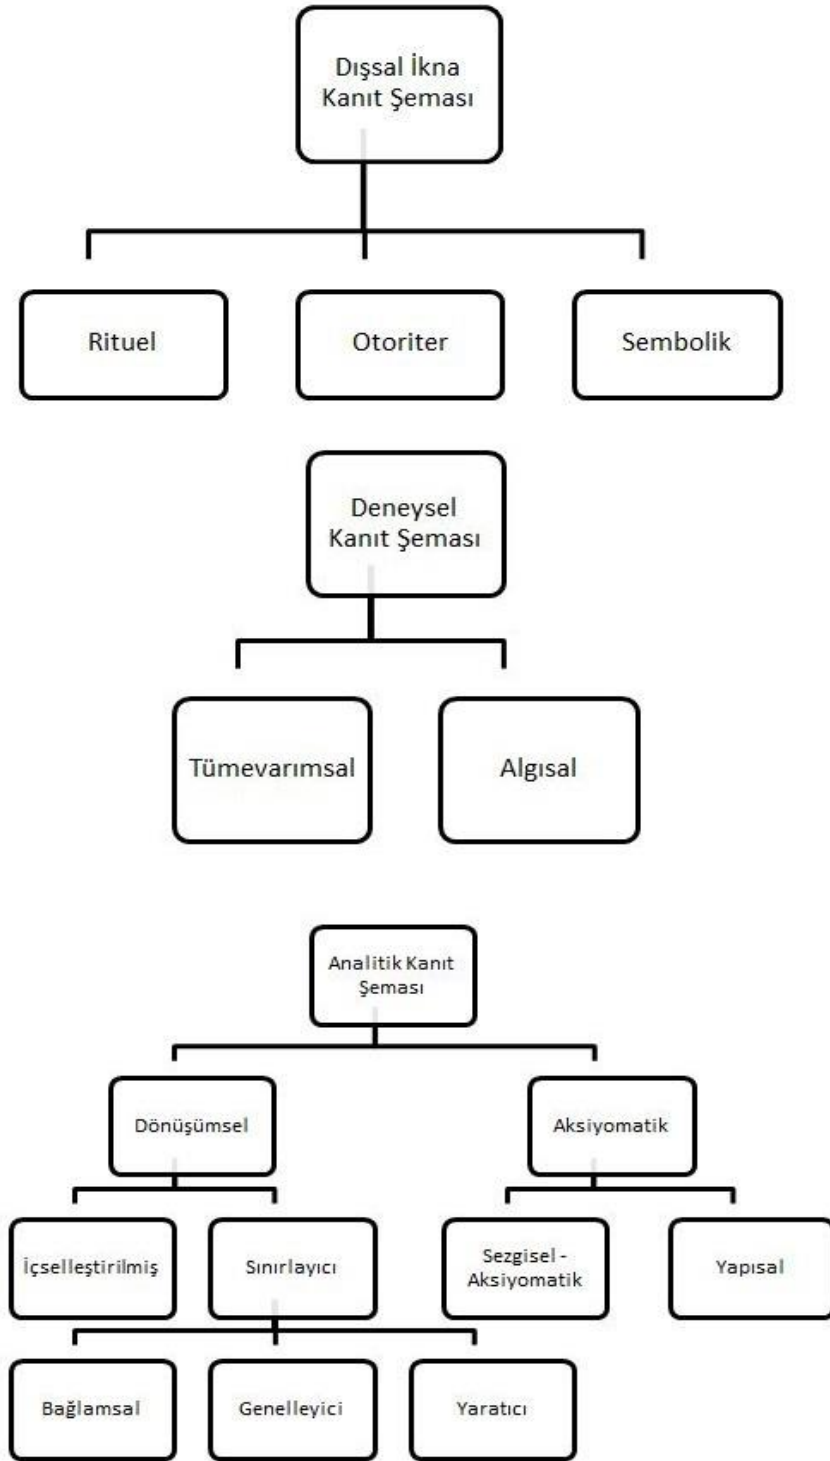 Dışsal İkna
Kanıt Şeması
Rituel
Otoriter
Sembolik
Deneysel
Kanıt Şeması
Tümevarımsal
Algısal
Analitik Kanıt
Şeması
Dönüşümsel
Aksiyomatik
İçselleştirilmiş
Sınırlayıcı
Sezgisel -
Aksiyomatik
Yapısal
Bağlamsal
Genelleyici
Yaratıcı